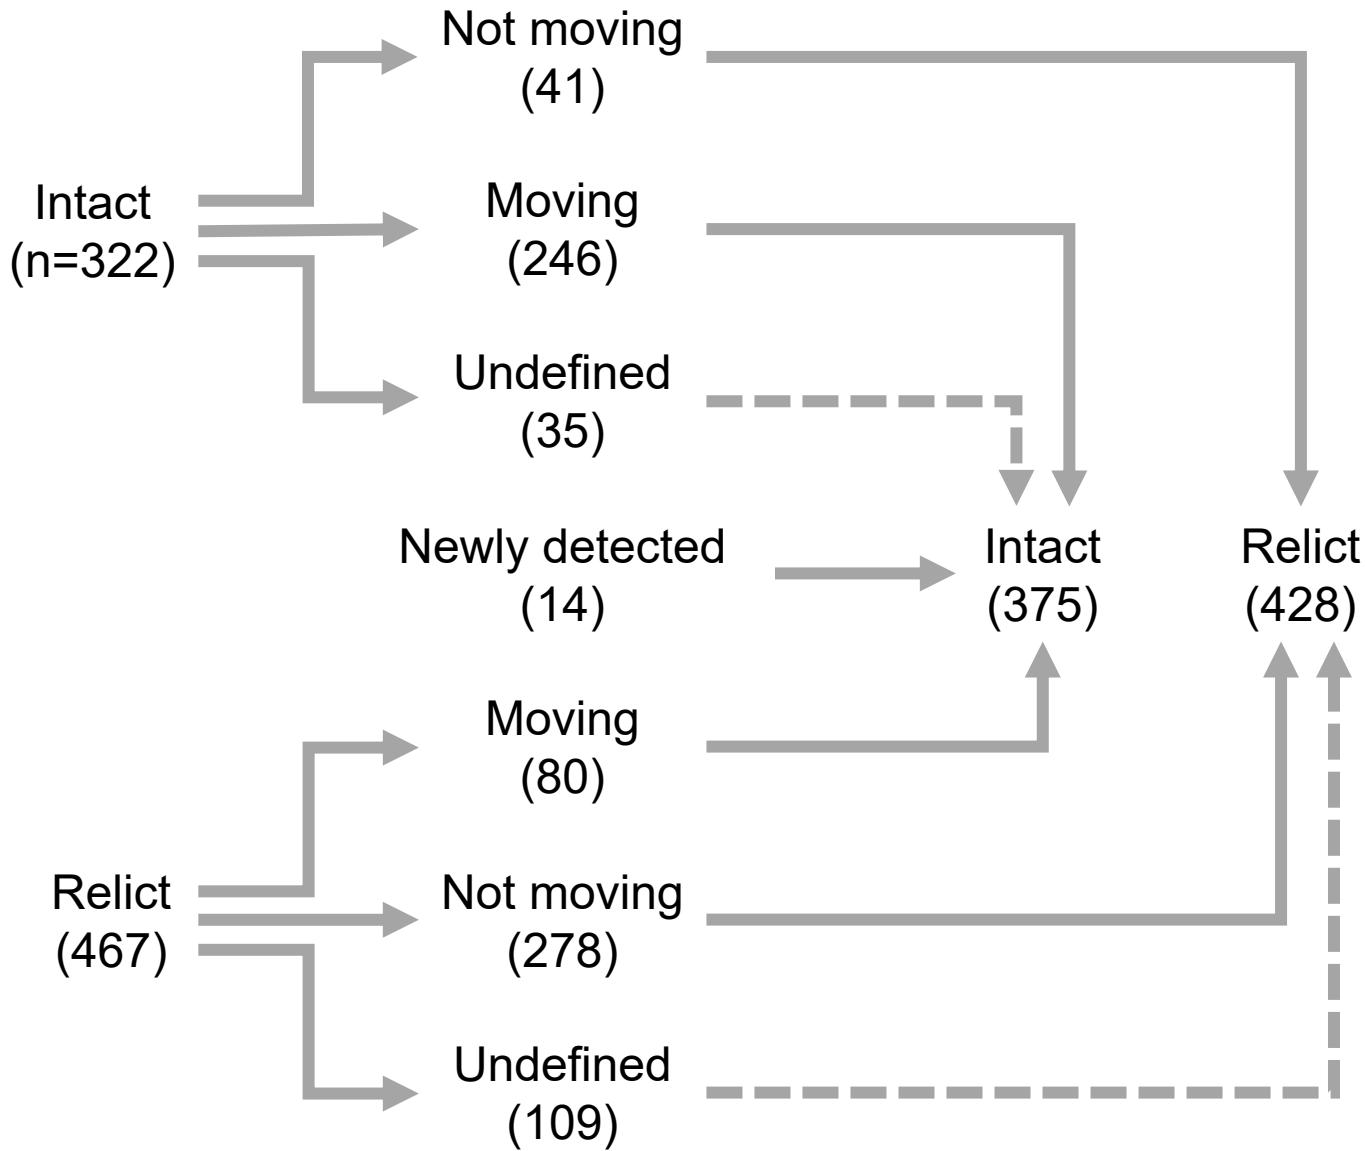 Not moving
(41)
Intact
(n=322)
Moving
(246)
Undefined
(35)
Newly detected
(14)
Intact
(375)
Relict
(428)
Moving
(80)
Relict
(467)
Not moving
(278)
Undefined
(109)